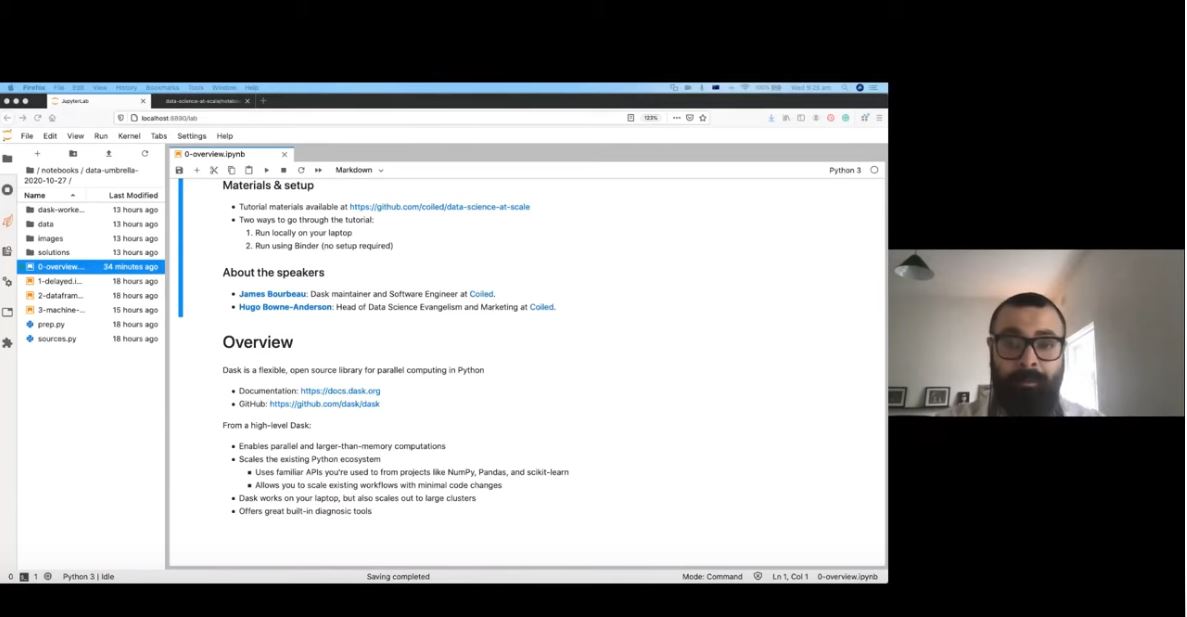 Firefox File Edit View History Bookmarks Tools Window Help
100% Wed 9:25 am
JupyterLab
data-science-at-scale/noteboo
localhost:8890/lab
123%
File Edit View Run Kernel Tabs Settings Help
/ notebooks / data-umbrella-
2020-10-27 /
Name Last Modified
dask-worke... 13 hours ago
data 13 hours ago
images 13 hours ago
solutions 13 hours ago
0-overview.... 34 minutes ago
1-delayed.i... 18 hours ago
2-datafram... 18 hours ago
3-machine-... 15 hours ago
prep.py 18 hours ago
sources.py 18 hours ago
0-overview.ipynb
Markdown
Python 3
Materials & setup
• Tutorial materials available at https://github.com/coiled/data-science-at-scale
• Two ways to go through the tutorial:
1. Run locally on your laptop
2. Run using Binder (no setup required)
About the speakers
• James Bourbeau: Dask maintainer and Software Engineer at Coiled.
• Hugo Bowne-Anderson: Head of Data Science Evangelism and Marketing at Coiled.
Overview
Dask is a flexible, open source library for parallel computing in Python
• Documentation: https://docs.dask.org
• GitHub: https://github.com/dask/dask
From a high-level Dask:
• Enables parallel and larger-than-memory computations
• Scales the existing Python ecosystem
▪ Uses familiar APIs you're used to from projects like NumPy, Pandas, and scikit-learn
▪ Allows you to scale existing workflows with minimal code changes
• Dask works on your laptop, but also scales out to large clusters
• Offers great built-in diagnostic tools
0 1 Python 3 | Idle
Saving completed
Mode: Command Ln 1, Col 1 0-overview.ipynb